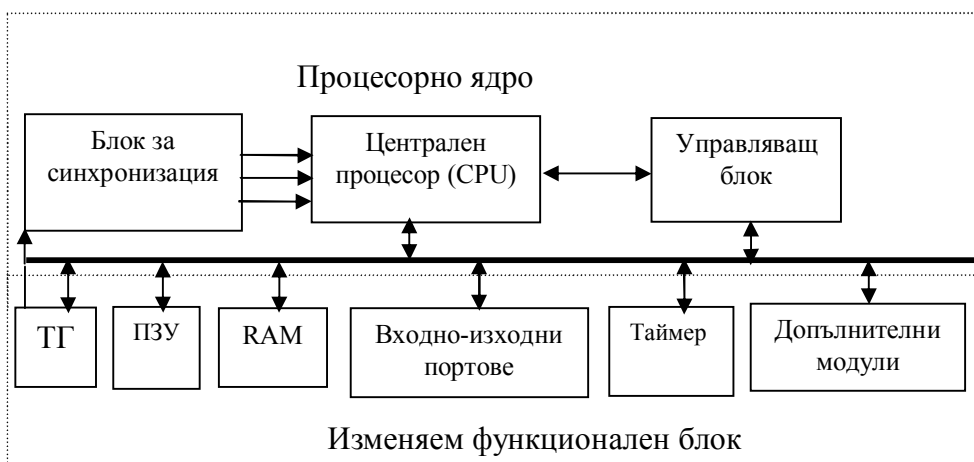 Процесорно ядро
Блок за
синхронизация
Централен
процесор (CPU)
Управляващ
блок
ТГ
ПЗУ
RAM
Входно-изходни
портове
Таймер
Допълнителни
модули
Изменяем функционален блок